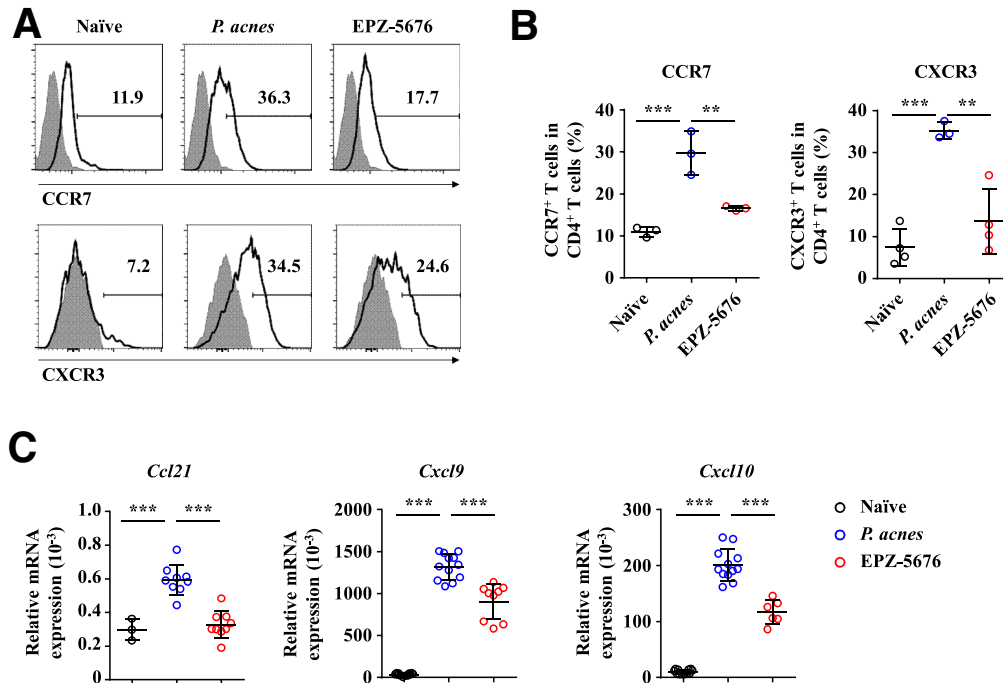 A
Naïve
P. acnes
EPZ-5676
11.9
36.3
17.7
CCR7
7.2
34.5
24.6
CXCR3
B
CCR7
CCR7+ T cells in
CD4+ T cells (%)
40
30
20
10
0
***
**
Naïve
P. acnes
EPZ-5676
CXCR3
CXCR3+ T cells in
CD4+ T cells (%)
40
30
20
10
0
***
**
Naïve
P. acnes
EPZ-5676
C
Ccl21
Relative mRNA
expression (10-3)
1.0
0.8
0.6
0.4
0.2
0
***
***
Cxcl9
Relative mRNA
expression (10-3)
2000
1500
1000
500
0
***
***
Cxcl10
Relative mRNA
expression (10-3)
300
200
100
0
***
***
Naïve
P. acnes
EPZ-5676